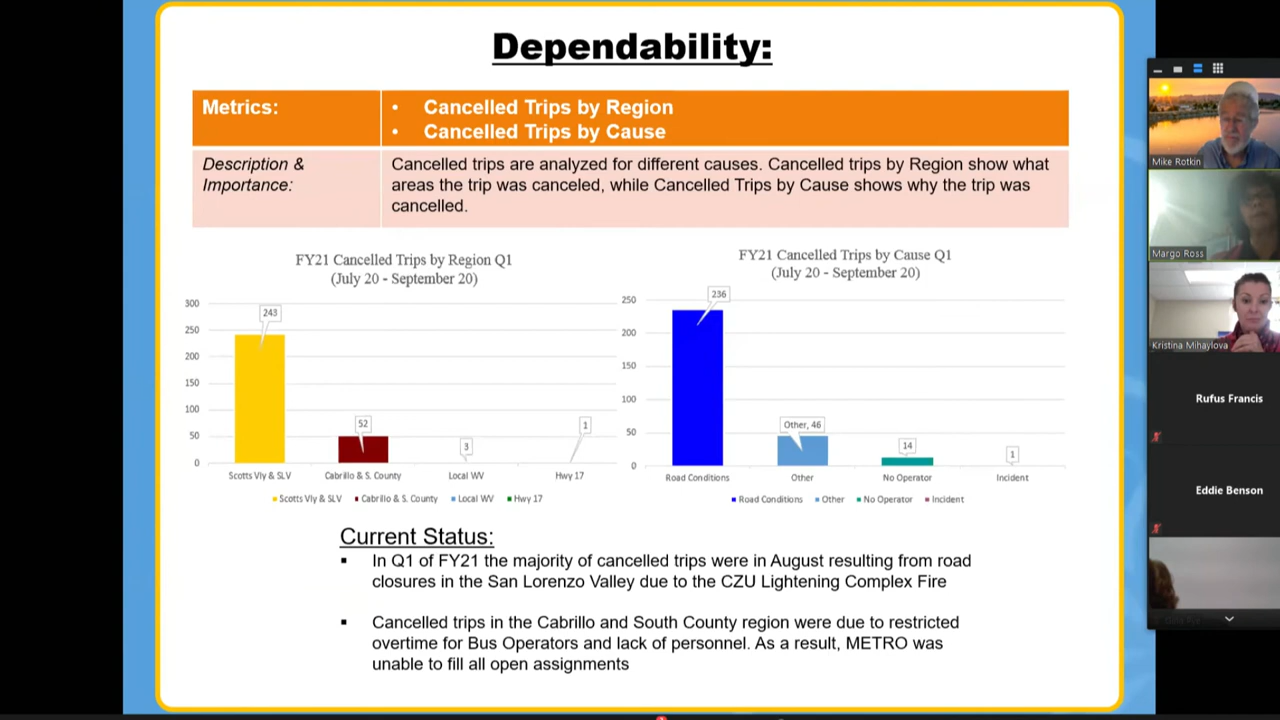 Dependability:
Metrics:
• Cancelled Trips by Region
• Cancelled Trips by Cause
Description &
Importance:
Cancelled trips are analyzed for different causes. Cancelled trips by Region show what
areas the trip was canceled, while Cancelled Trips by Cause shows why the trip was
cancelled.
FY21 Cancelled Trips by Region Q1
(July 20 - September 20)
300
250
200
150
100
50
0
243
52
3
1
Scotts Vly & SLV
Cabrillo & S. County
Local WV
Hwy 17
Scotts Vly & SLV
Cabrillo & S. County
Local WV
Hwy 17
FY21 Cancelled Trips by Cause Q1
(July 20 - September 20)
250
200
150
100
50
0
236
Other, 46
14
1
Road Conditions
Other
No Operator
Incident
Road Conditions
Other
No Operator
Incident
Current Status:
▪ In Q1 of FY21 the majority of cancelled trips were in August resulting from road
closures in the San Lorenzo Valley due to the CZU Lightening Complex Fire
▪ Cancelled trips in the Cabrillo and South County region were due to restricted
overtime for Bus Operators and lack of personnel. As a result, METRO was
unable to fill all open assignments
Mike Rotkin
Margo Ross
Kristina Mihaylova
Rufus Francis
Eddie Benson